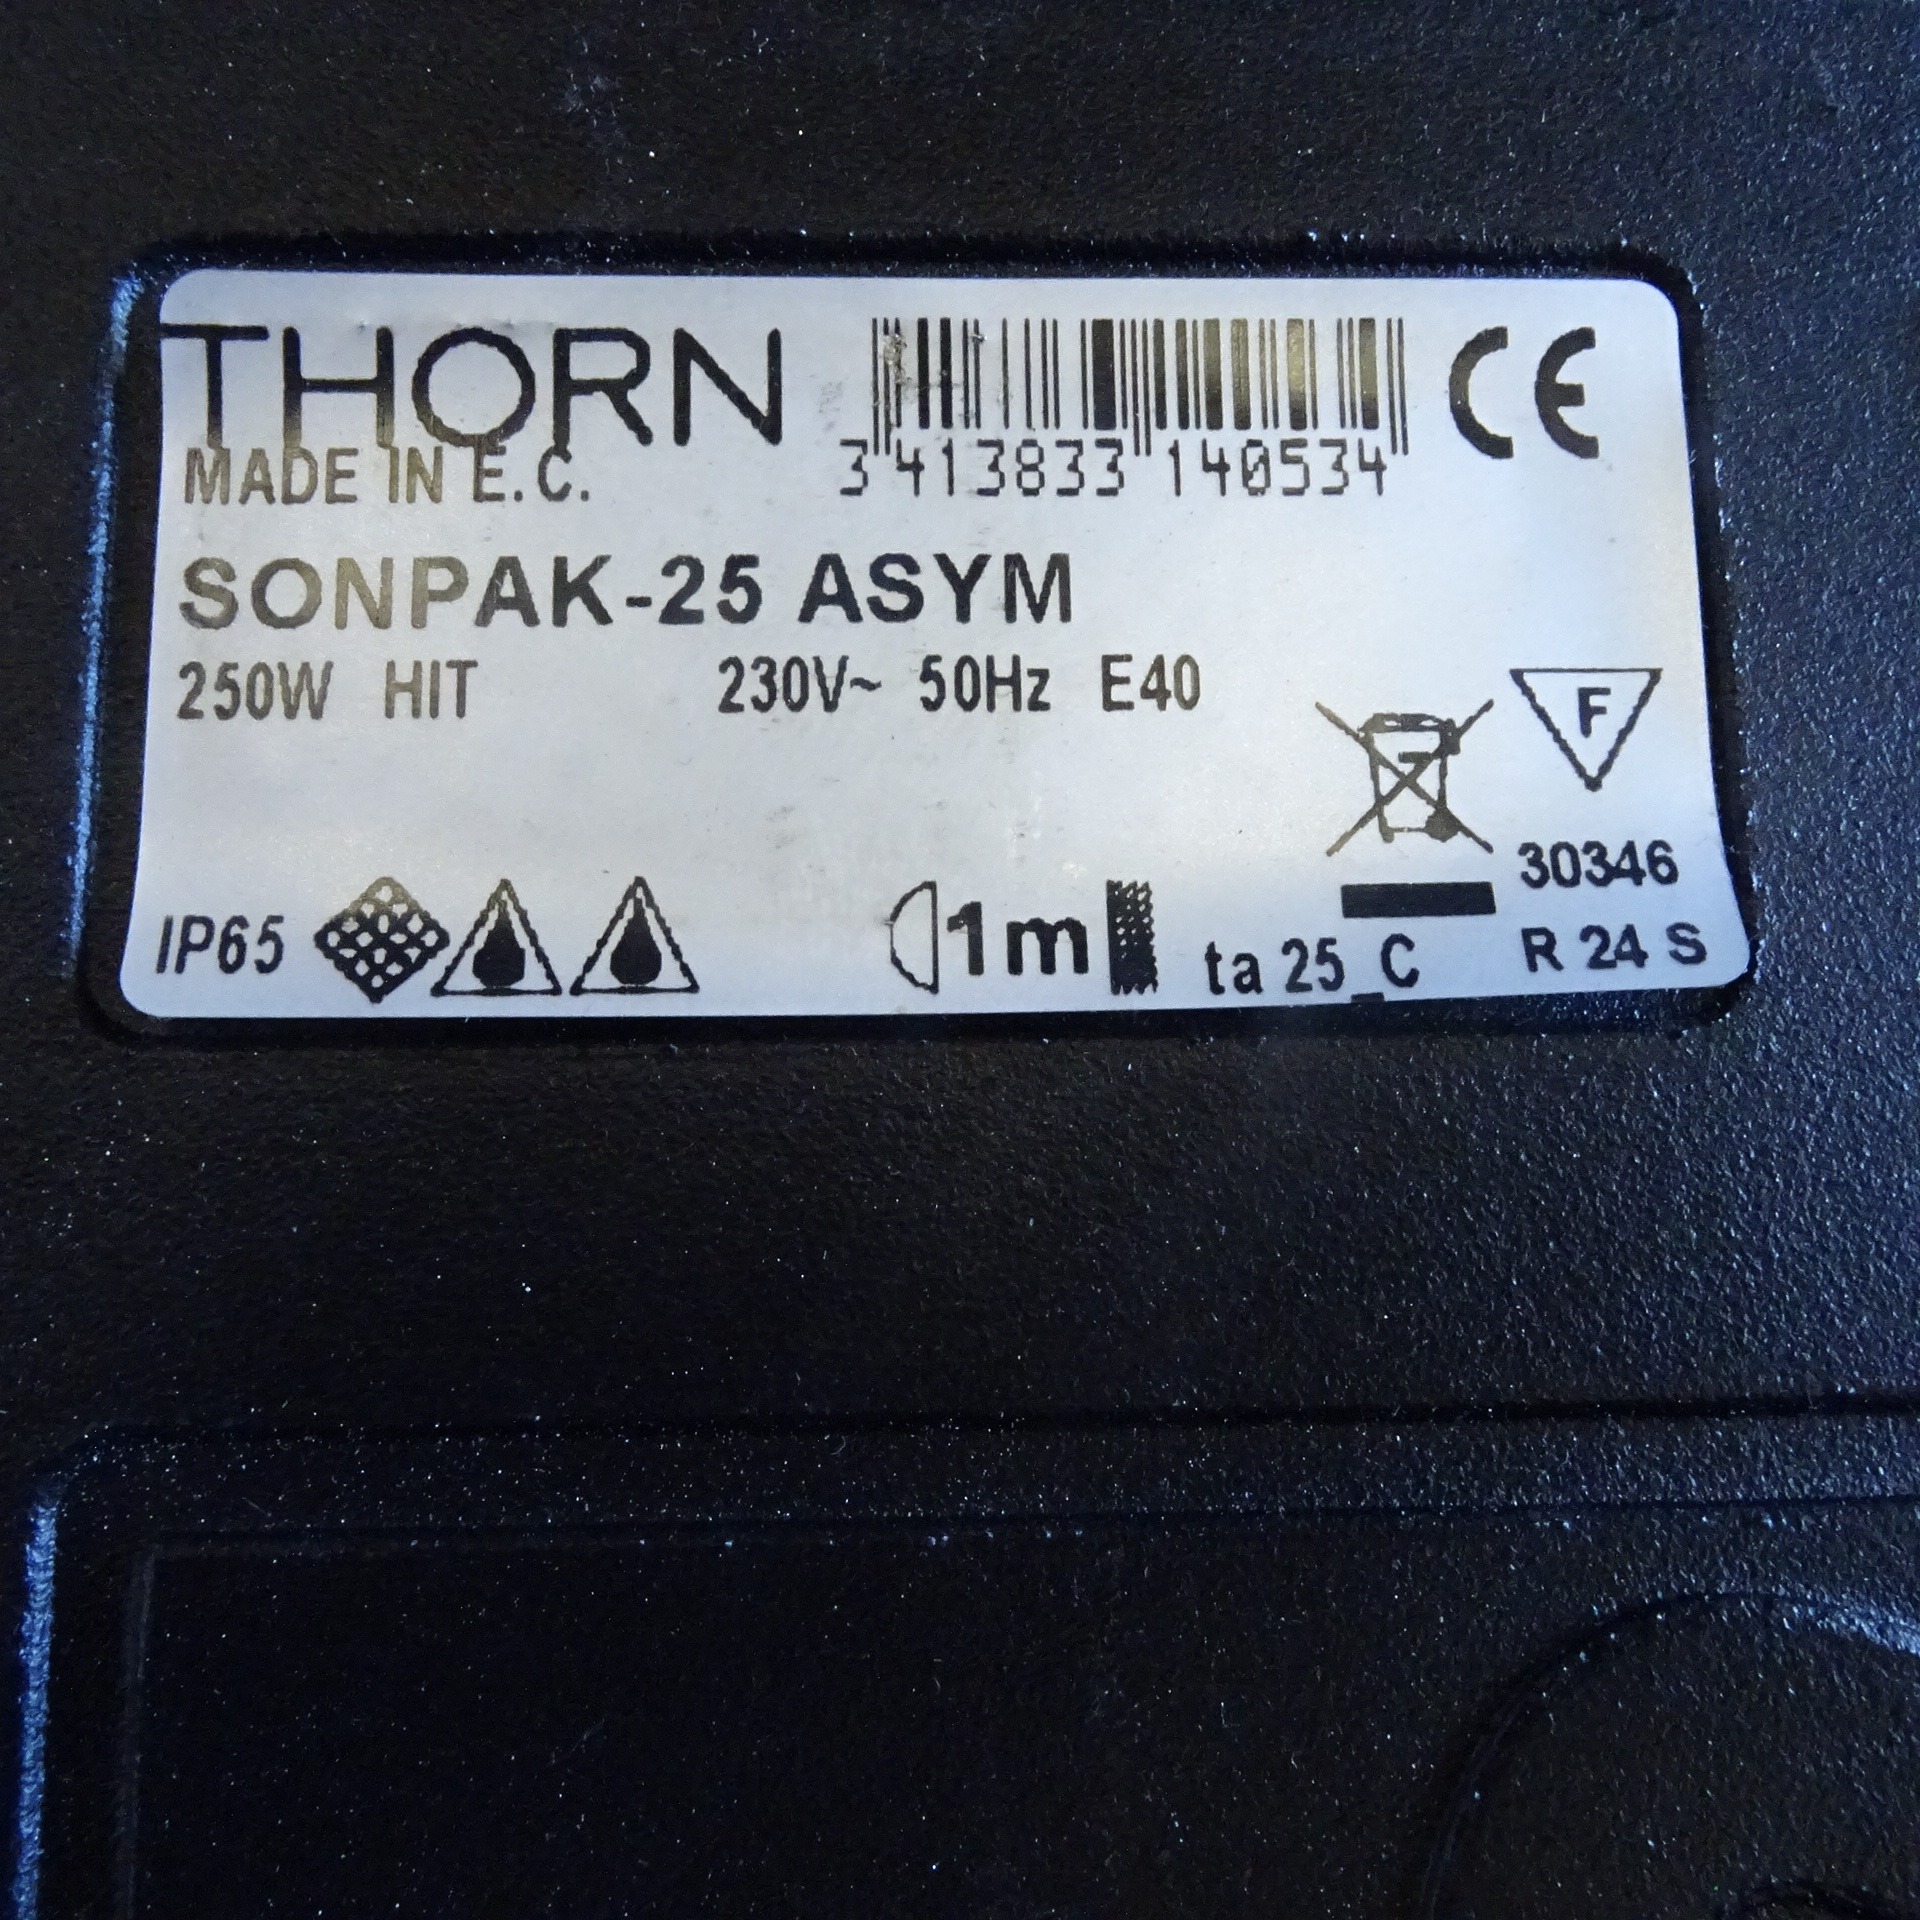 THORN
MADE IN E.C.
3 413833 140534
CE
SONPAK-25 ASYM
250W HIT 230V~ 50Hz E40
F
30346
IP65
1m
ta 25 C
R 24 S